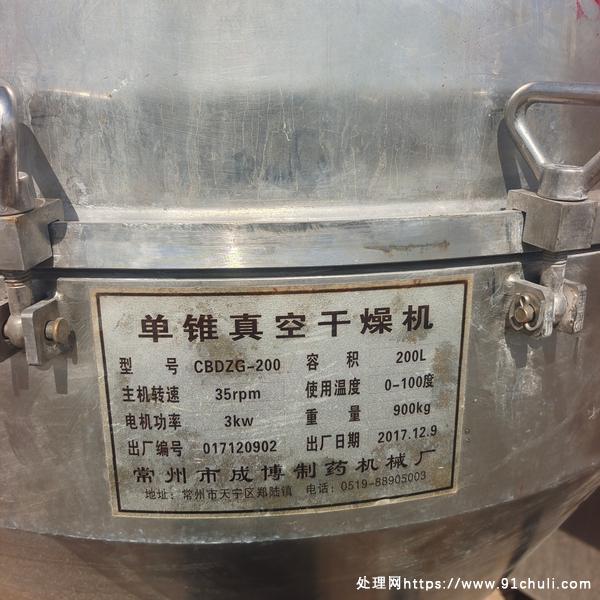 单锥真空干燥机
型号 CBDZG-200 容积 200L
主机转速 35rpm 使用温度 0-100度
电机功率 3kw 重量 900kg
出厂编号 017120902 出厂日期 2017.12.9
常州市成博制药机械厂
地址：常州市天宁区郑陆镇 电话：0519-88905003
处理网https://www.91chuli.com/